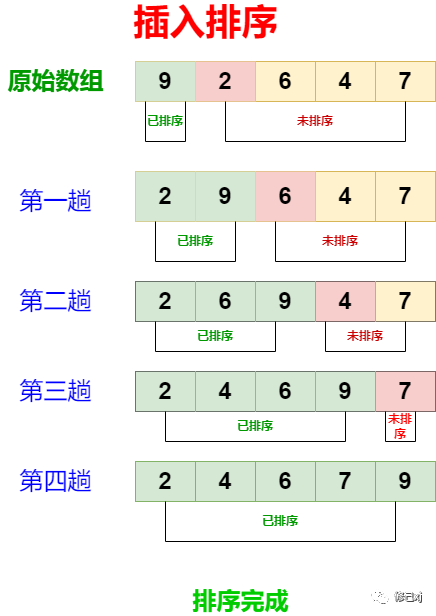 插入排序
原始数组 9 2 6 4 7
已排序 未排序
第一趟 2 9 6 4 7
已排序 未排序
第二趟 2 6 9 4 7
已排序 未排序
第三趟 2 4 6 9 7
已排序 未排
序
第四趟 2 4 6 7 9
已排序
排序完成
修己xj